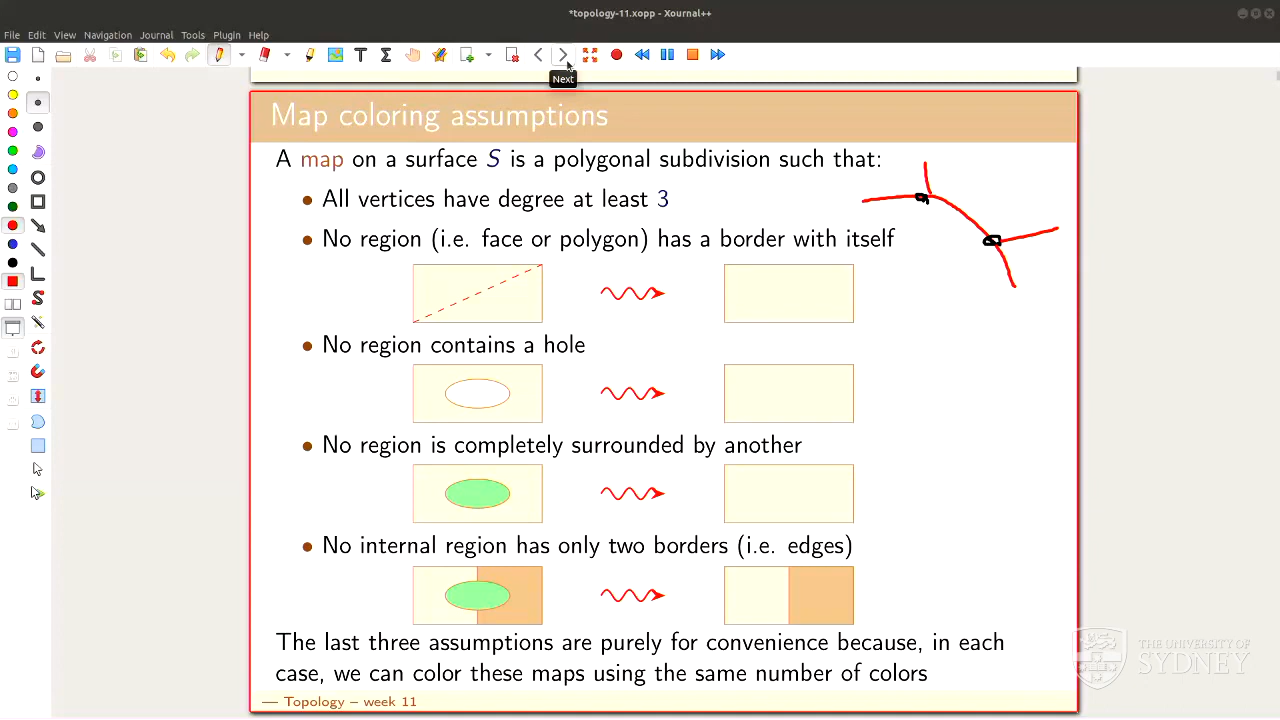 *topology-11.xopp - Xournal++
File Edit View Navigation Journal Tools Plugin Help
Next
Map coloring assumptions
A map on a surface S is a polygonal subdivision such that:
• All vertices have degree at least 3
• No region (i.e. face or polygon) has a border with itself
• No region contains a hole
• No region is completely surrounded by another
• No internal region has only two borders (i.e. edges)
The last three assumptions are purely for convenience because, in each
case, we can color these maps using the same number of colors
— Topology – week 11
THE UNIVERSITY OF
SYDNEY